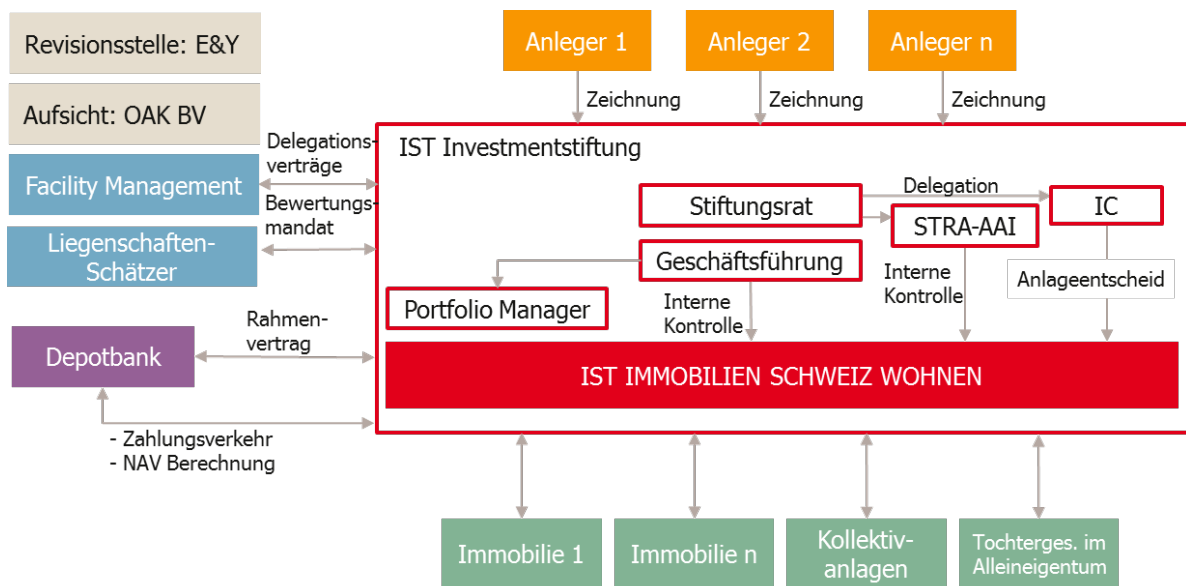 Revisionsstelle: E&Y
Aufsicht: OAK BV
Anleger 1
Anleger 2
Anleger n
Zeichnung
Zeichnung
Zeichnung
Facility Management
Delegations-
verträge
Liegenschaften-
Schätzer
Bewertungs-
mandat
IST Investmentstiftung
Stiftungsrat
Delegation
IC
STRA-AAI
Geschäftsführung
Portfolio Manager
Interne
Kontrolle
Interne
Kontrolle
Anlageentscheid
Depotbank
Rahmen-
vertrag
IST IMMOBILIEN SCHWEIZ WOHNEN
- Zahlungsverkehr
- NAV Berechnung
Immobilie 1
Immobilie n
Kollektiv-
anlagen
Tochterges. im
Alleineigentum